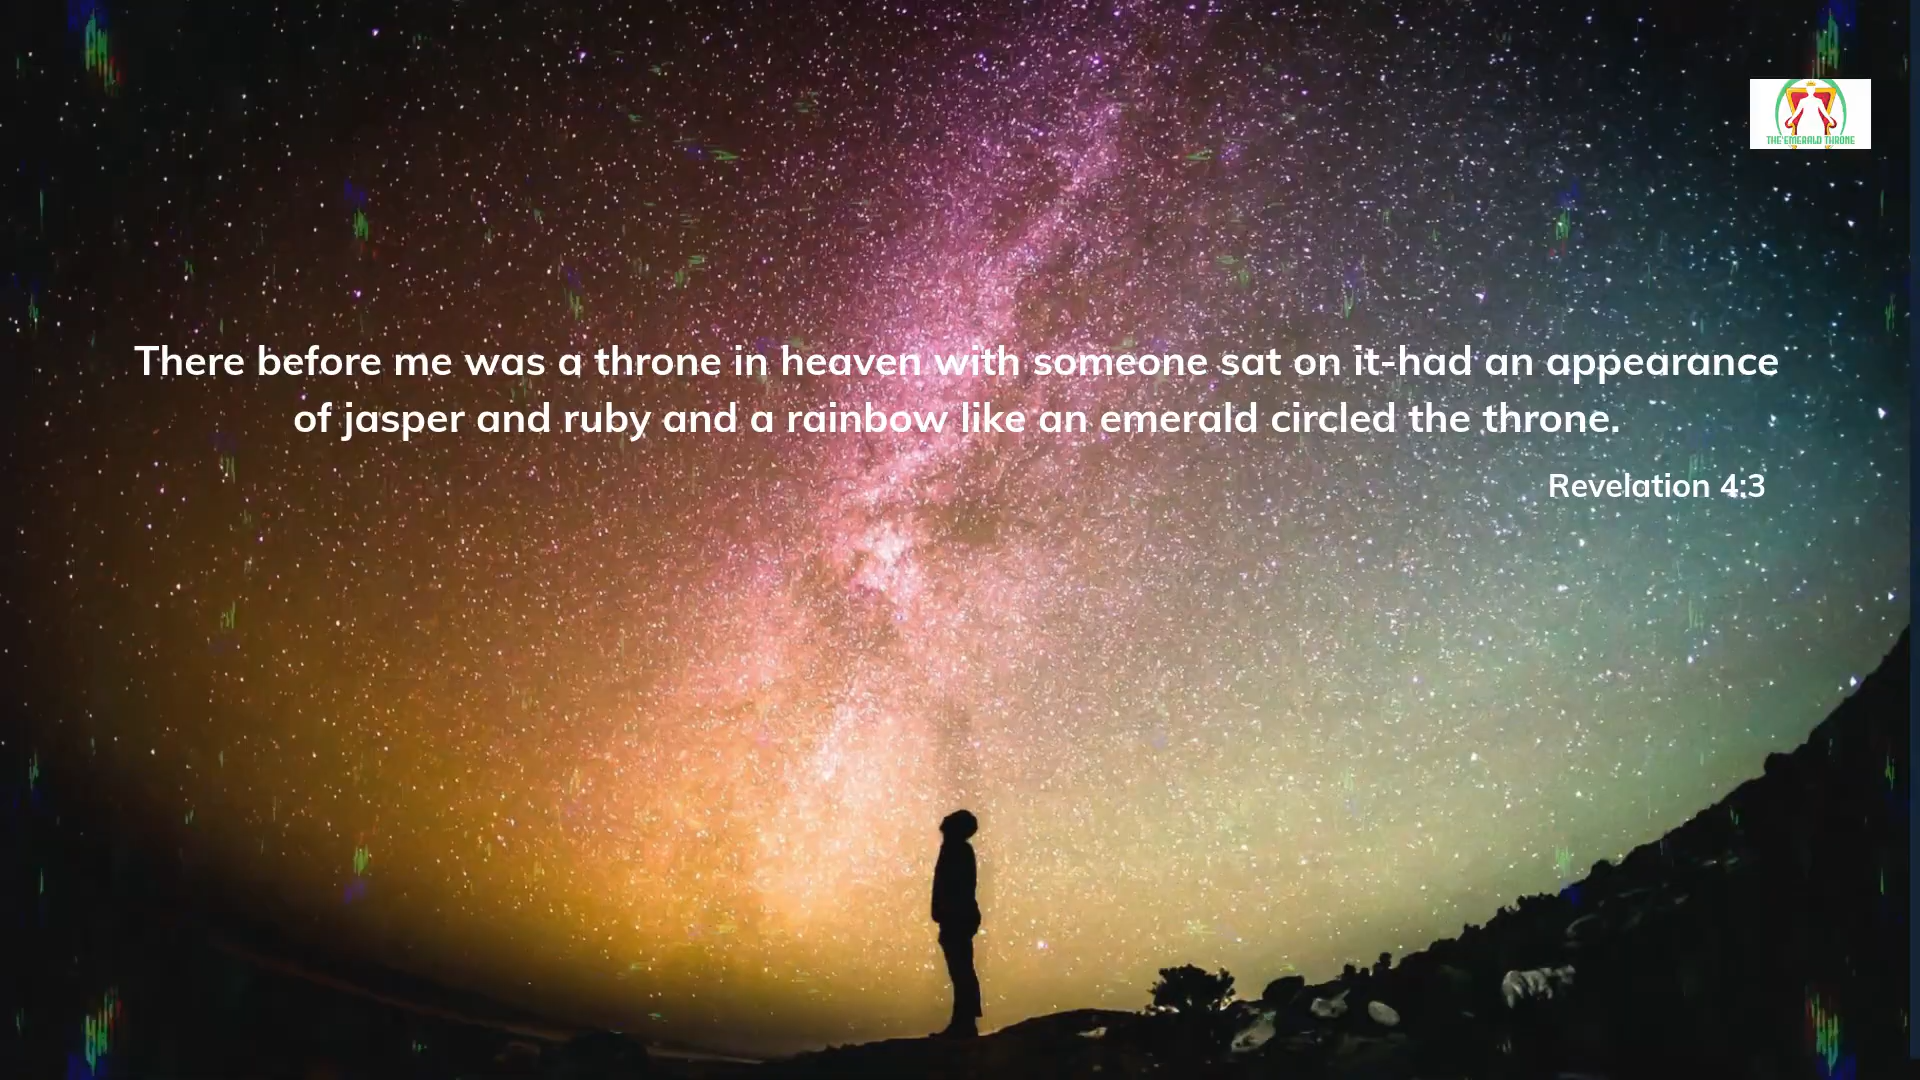 THE EMERALD THRONE
There before me was a throne in heaven with someone sat on it-had an appearance
of jasper and ruby and a rainbow like an emerald circled the throne.
Revelation 4:3